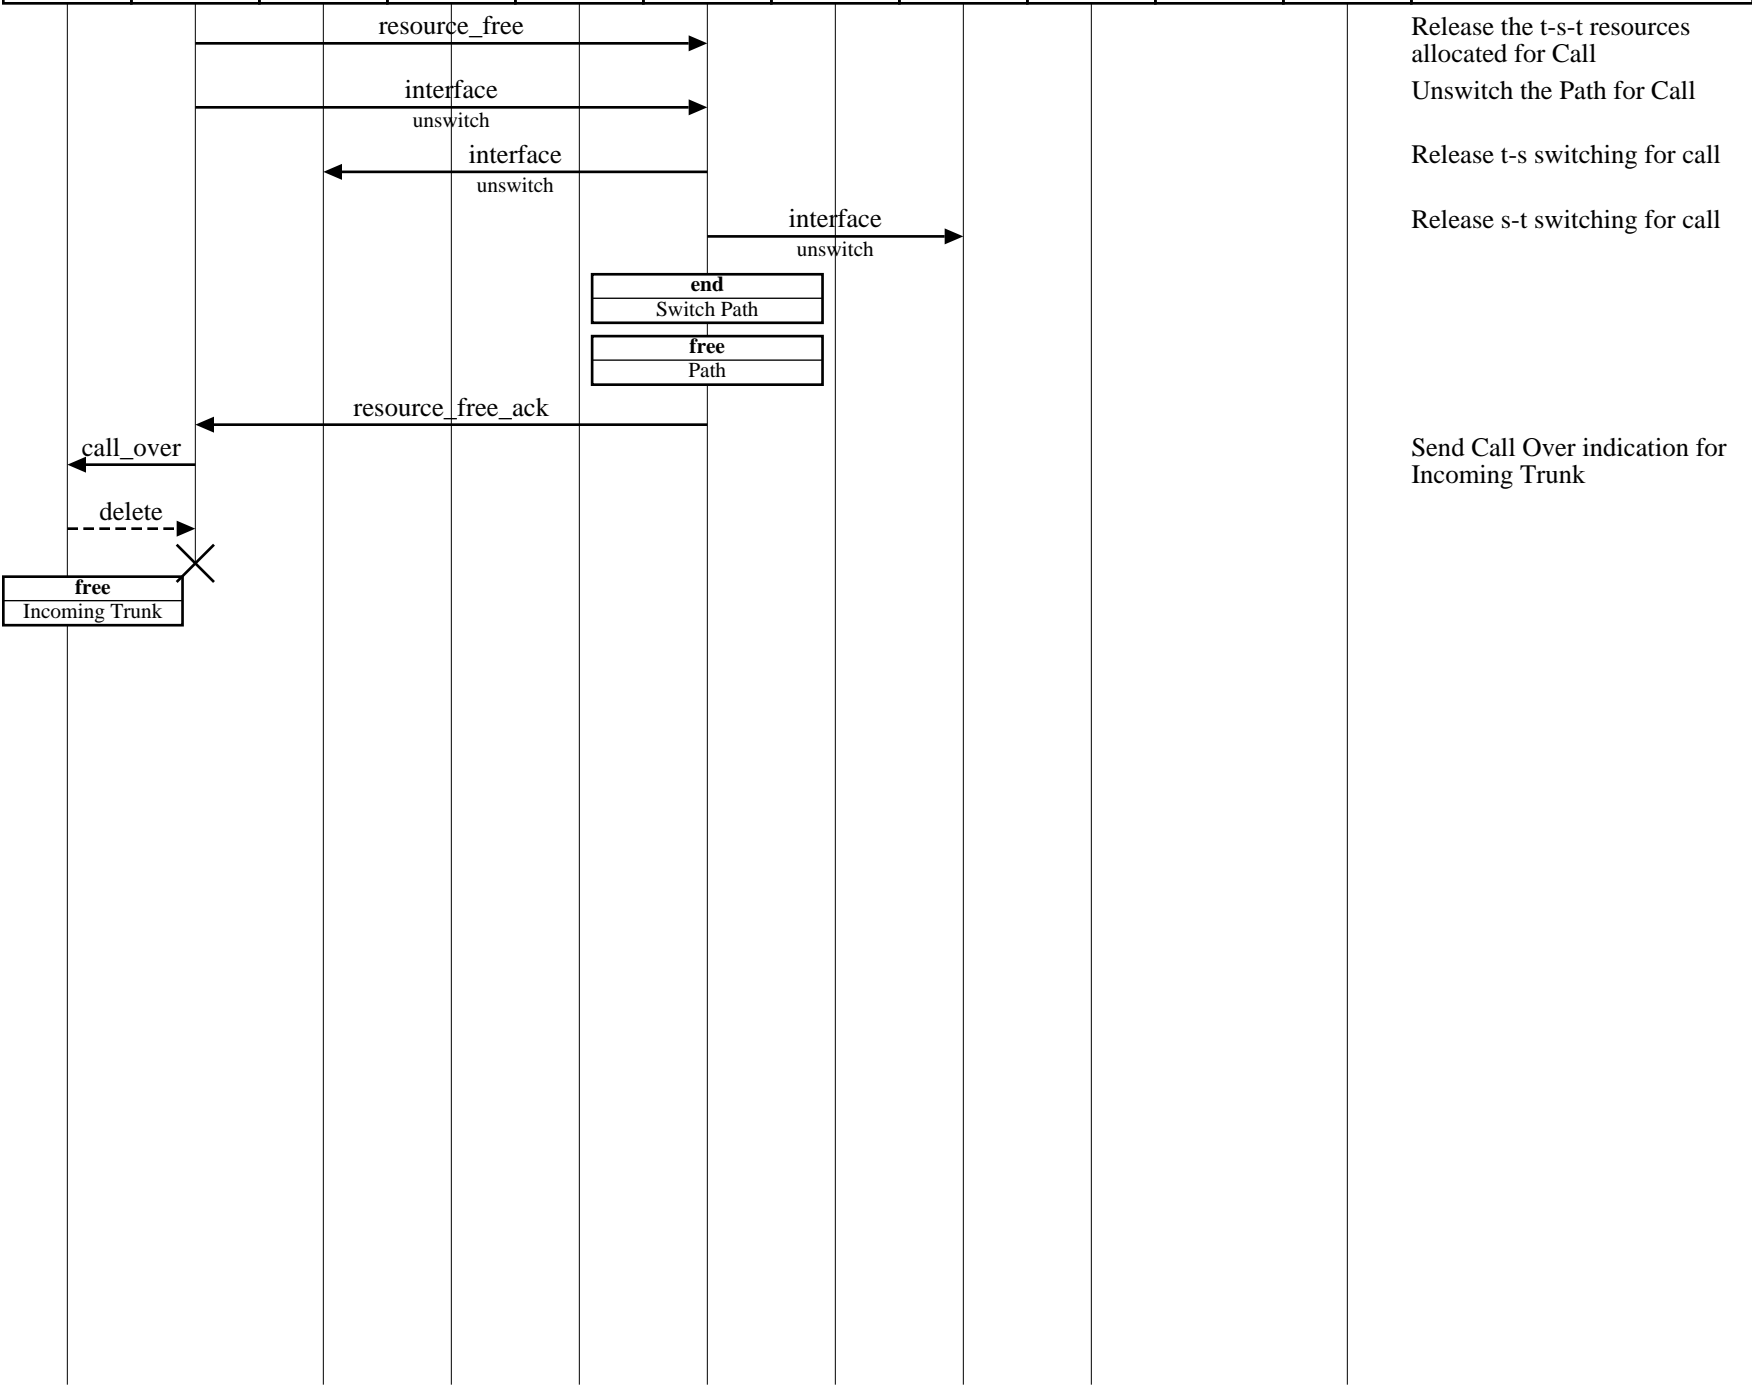 resource_free
Release the t-s-t resources
allocated for Call
interface
unswitch
Unswitch the Path for Call
interface
unswitch
Release t-s switching for call
interface
unswitch
Release s-t switching for call
end
Switch Path
free
Path
resource_free_ack
call_over
Send Call Over indication for
Incoming Trunk
delete
free
Incoming Trunk